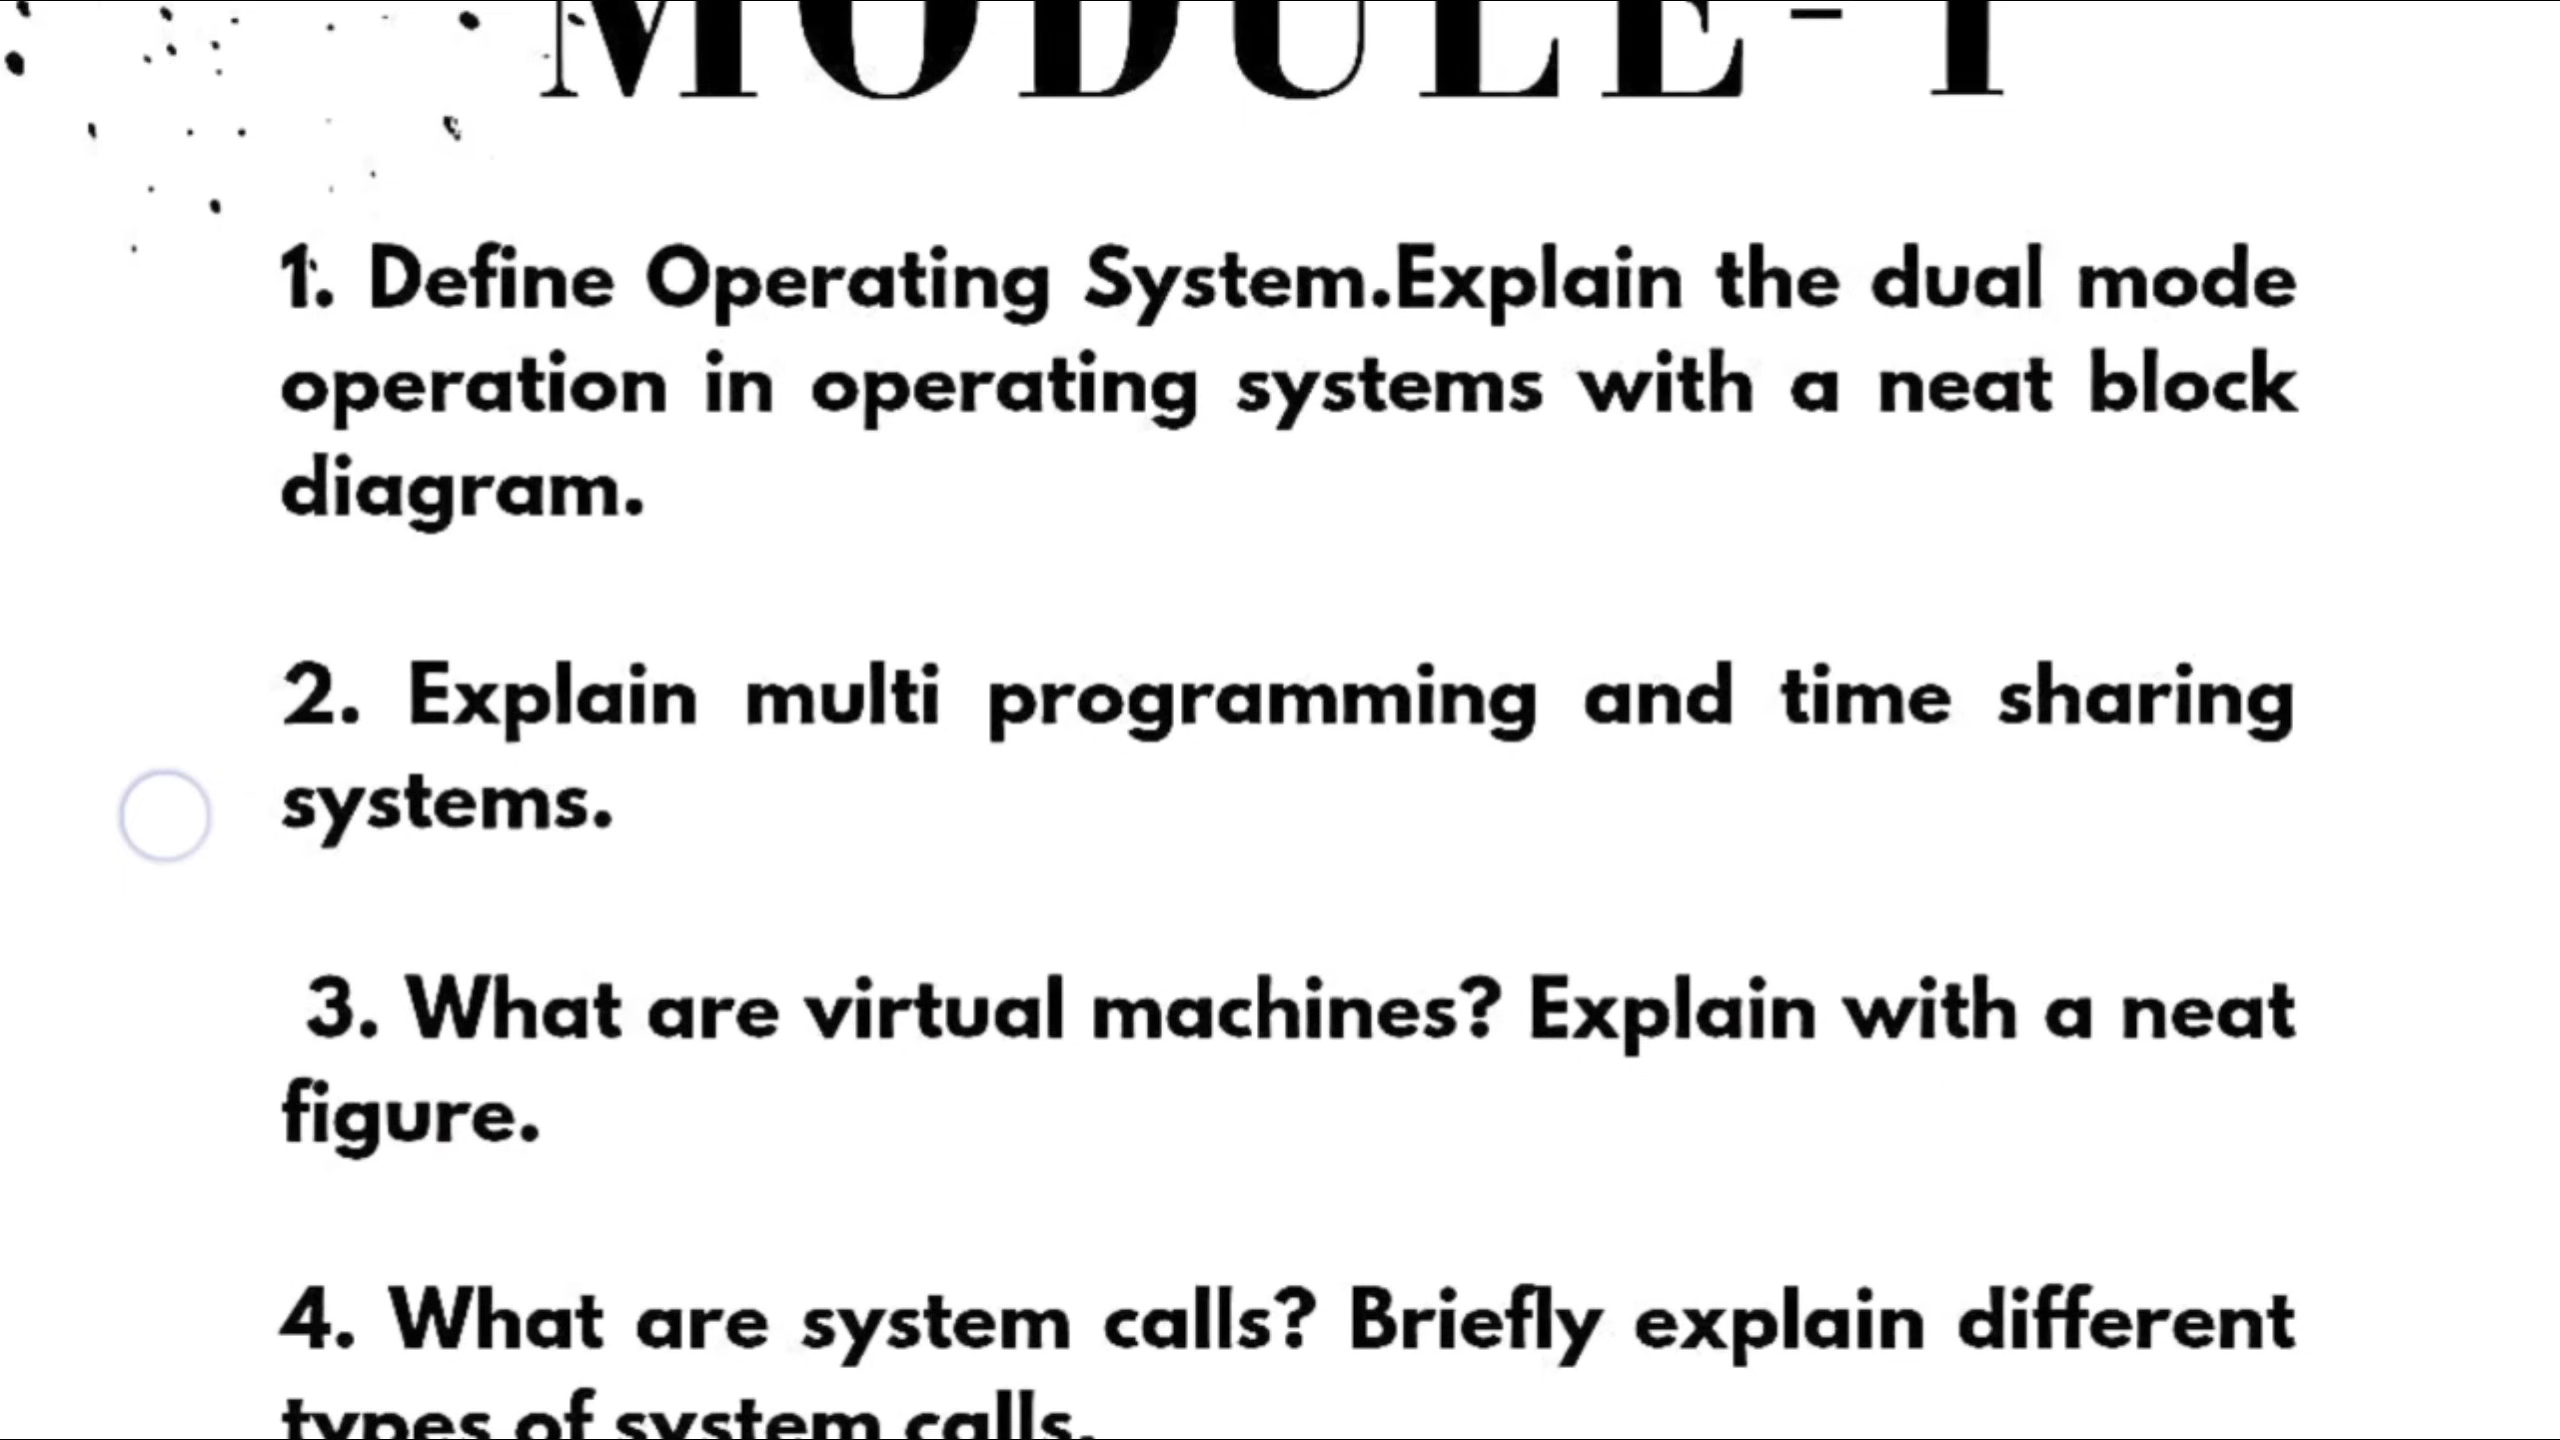 MODULE-1
1. Define Operating System.Explain the dual mode
operation in operating systems with a neat block
diagram.
2. Explain multi programming and time sharing
systems.
3. What are virtual machines? Explain with a neat
figure.
4. What are system calls? Briefly explain different
types of system calls.